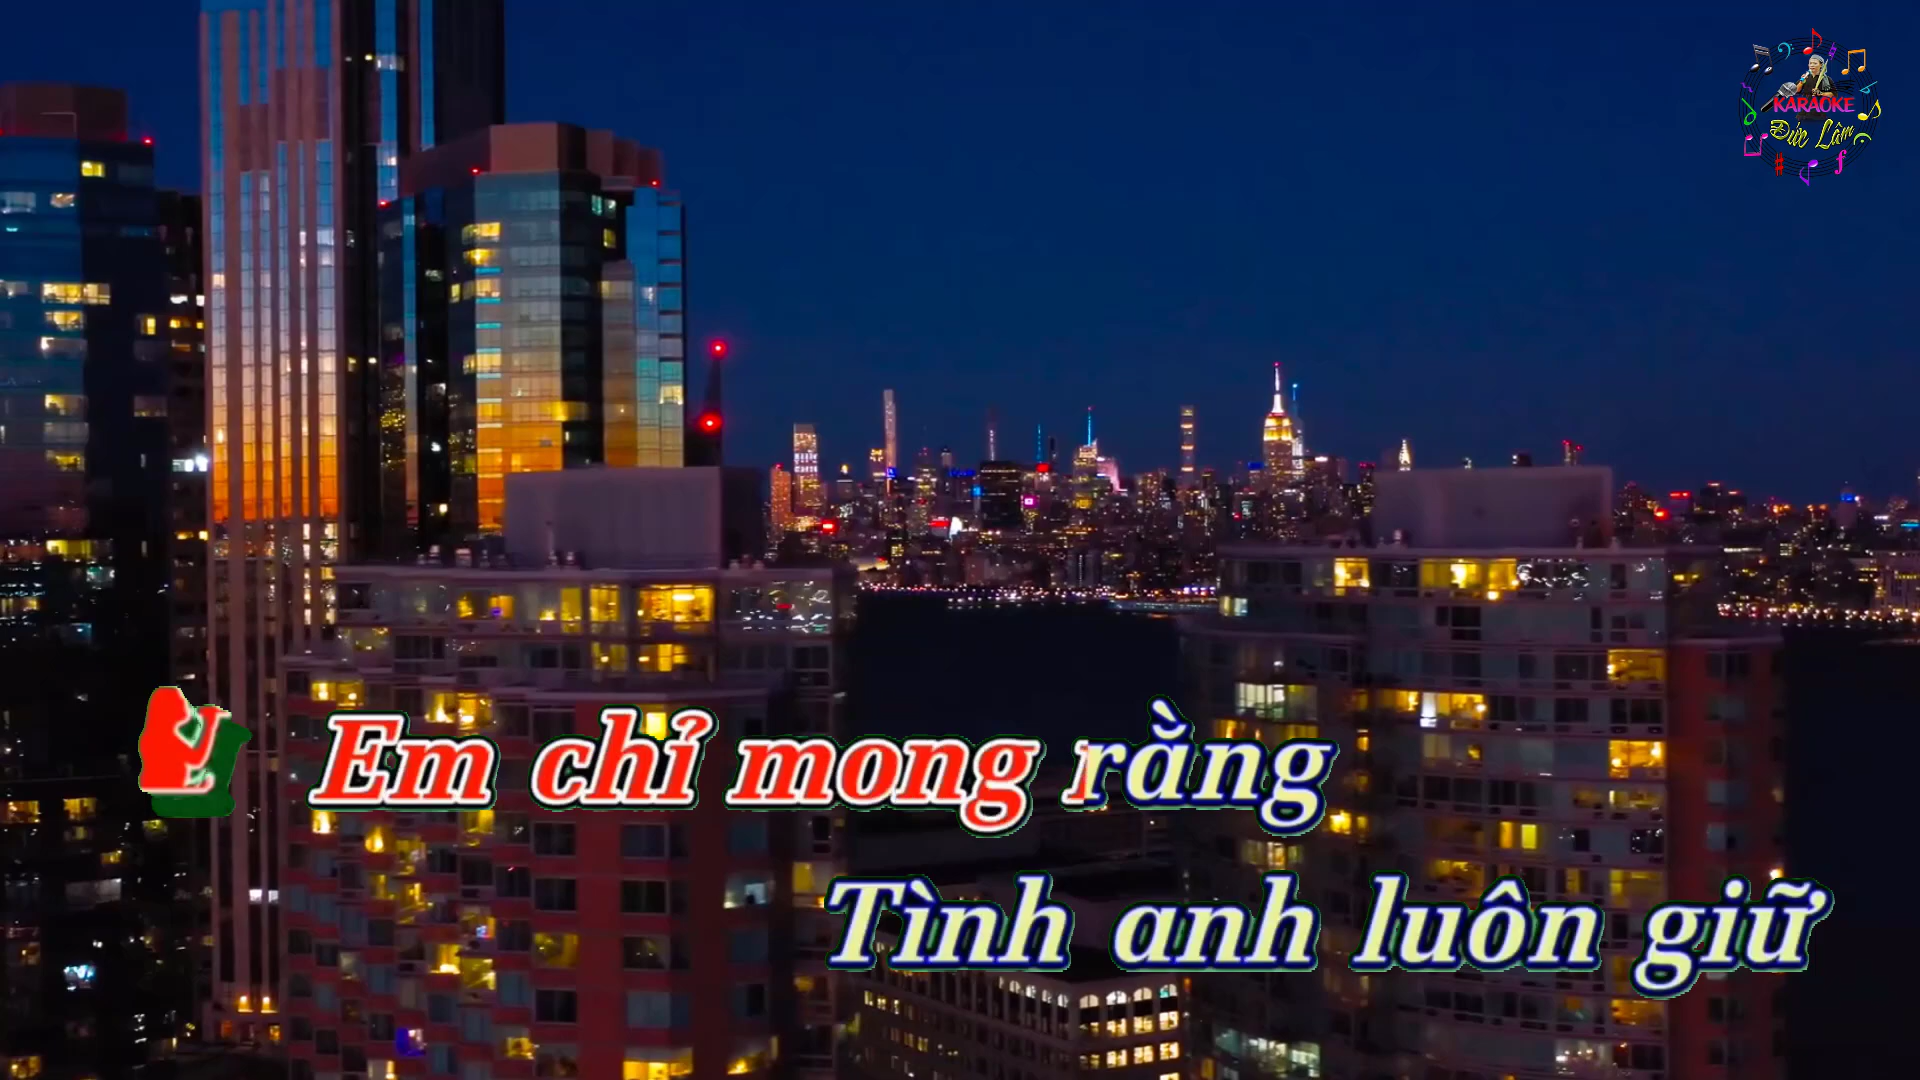 KARAOKE
Đức Lâm
Em chỉ mong rằng
Tình anh luôn giữ